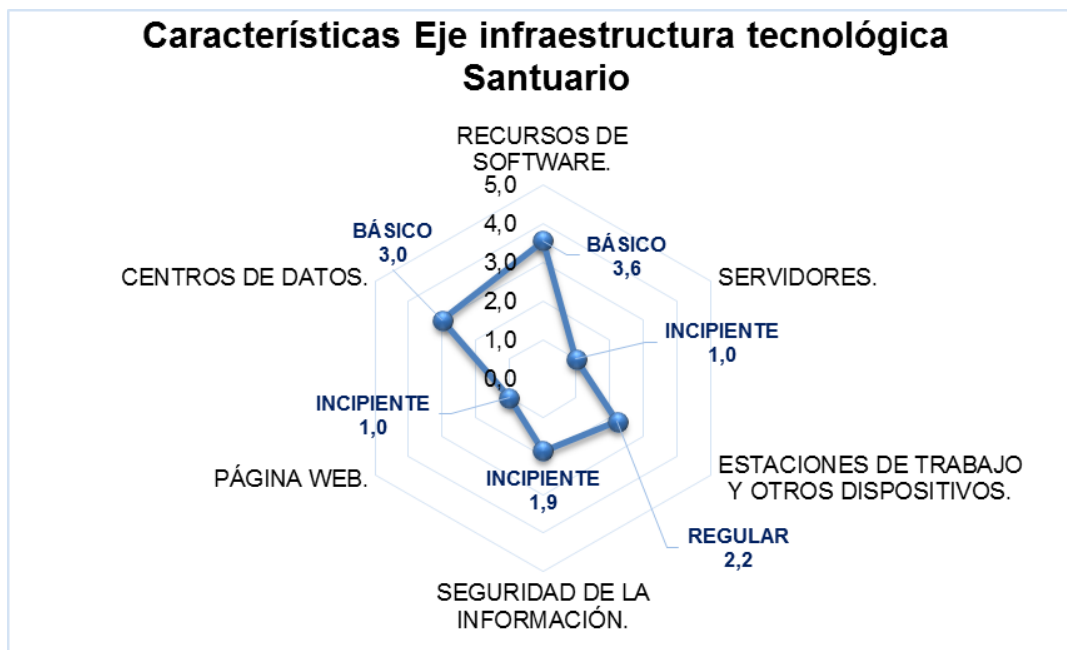 Características Eje infraestructura tecnológica
Santuario
RECURSOS DE
SOFTWARE.
5,0
4,0
3,0
2,0
1,0
0,0
BÁSICO
3,6
SERVIDORES.
INCIPIENTE
1,0
ESTACIONES DE TRABAJO
Y OTROS DISPOSITIVOS.
REGULAR
2,2
SEGURIDAD DE LA
INFORMACIÓN.
INCIPIENTE
1,9
PÁGINA WEB.
INCIPIENTE
1,0
CENTROS DE DATOS.
BÁSICO
3,0